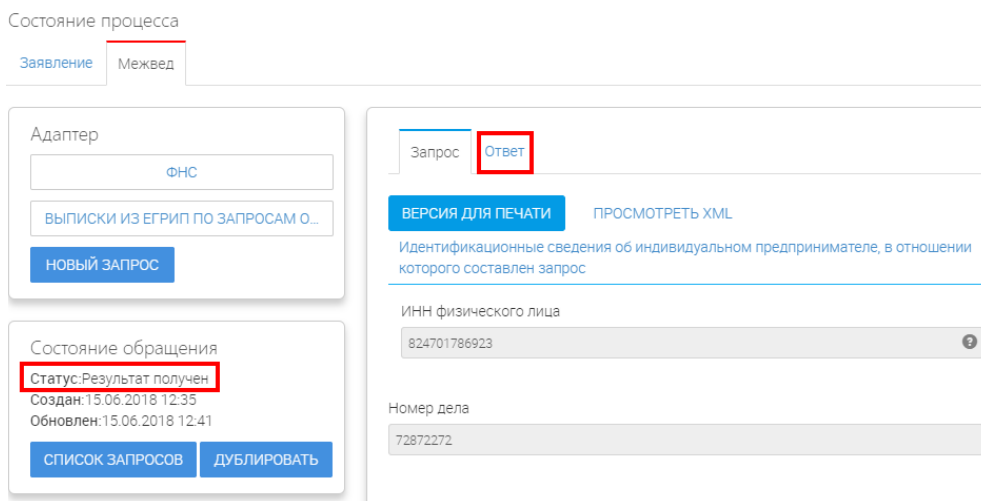 Состояние процесса
Заявление
Межвед
Адаптер
ФНС
ВЫПИСКИ ИЗ ЕГРИП ПО ЗАПРОСАМ О...
НОВЫЙ ЗАПРОС
Состояние обращения
Статус:Результат получен
Создан:15.06.2018 12:35
Обновлен:15.06.2018 12:41
СПИСОК ЗАПРОСОВ
ДУБЛИРОВАТЬ
Запрос
Ответ
ВЕРСИЯ ДЛЯ ПЕЧАТИ
ПРОСМОТРЕТЬ XML
Идентификационные сведения об индивидуальном предпринимателе, в отношении
которого составлен запрос
ИНН физического лица
824701786923
?
Номер дела
72872272